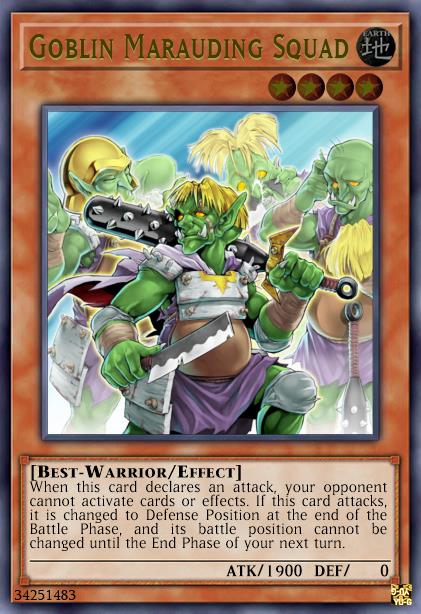 Goblin Marauding Squad
EARTH
地
[Best-Warrior/Effect]
When this card declares an attack, your opponent
cannot activate cards or effects. If this card attacks,
it is changed to Defense Position at the end of the
Battle Phase, and its battle position cannot be
changed until the End Phase of your next turn.
ATK/1900 DEF/ 0
34251483